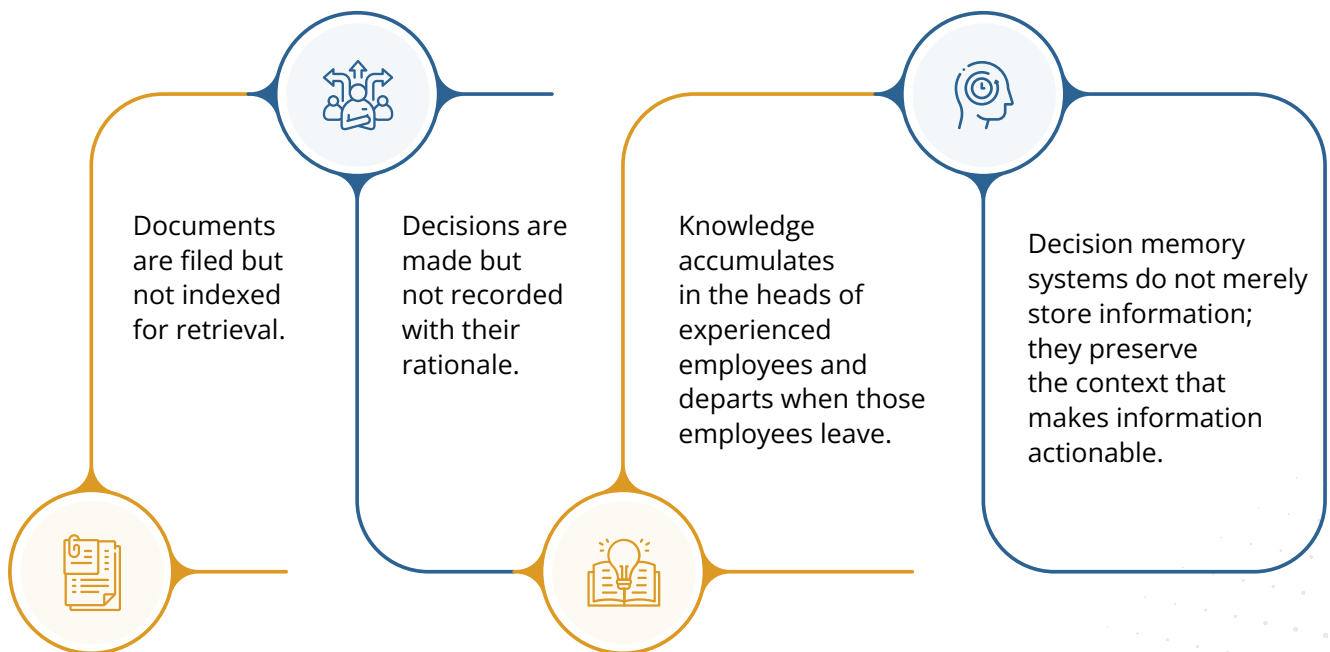 Documents
are filed but
not indexed
for retrieval.
Decisions are
made but
not recorded
with their
rationale.
Knowledge
accumulates
in the heads of
experienced
employees and
departs when those
employees leave.
Decision memory
systems do not merely
store information;
they preserve
the context that
makes information
actionable.